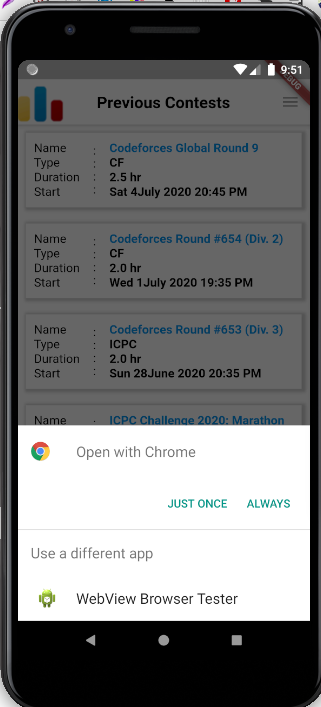 9:51
Previous Contests
Name : Codeforces Global Round 9
Type : CF
Duration : 2.5 hr
Start : Sat 4July 2020 20:45 PM
Name : Codeforces Round #654 (Div. 2)
Type : CF
Duration : 2.0 hr
Start : Wed 1July 2020 19:35 PM
Name : Codeforces Round #653 (Div. 3)
Type : ICPC
Duration : 2.0 hr
Start : Sun 28June 2020 20:35 PM
Name : ICPC Challenge 2020: Marathon
Open with Chrome
JUST ONCE ALWAYS
Use a different app
WebView Browser Tester